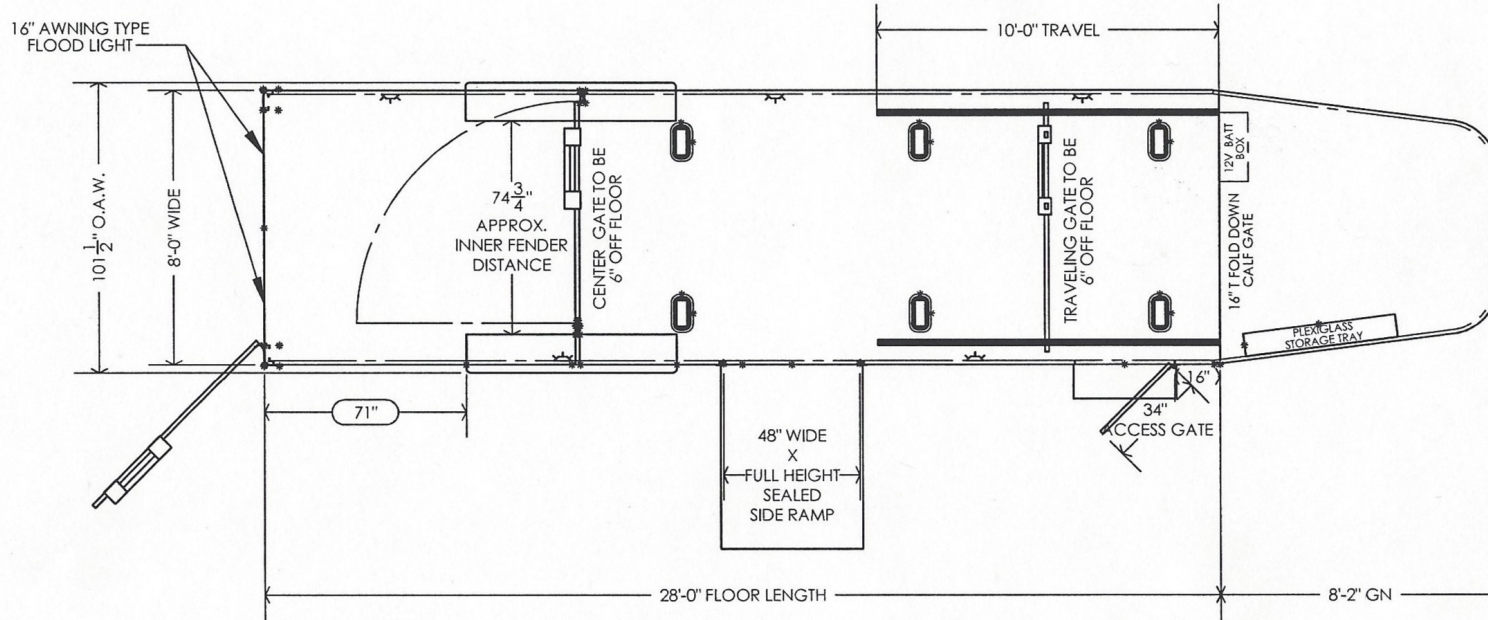 16" AWNING TYPE
FLOOD LIGHT
10'-0" TRAVEL
101 1/2" O.A.W.
8'-0" WIDE
74 3/4"
APPROX.
INNER FENDER
DISTANCE
CENTER GATE TO BE
6" OFF FLOOR
TRAVELING GATE TO BE
6" OFF FLOOR
12V BATT
BOX
16" T FOLD DOWN
CALF GATE
PLEXIGLASS
STORAGE TRAY
71"
16"
34"
ACCESS GATE
48" WIDE
X
FULL HEIGHT
SEALED
SIDE RAMP
28'-0" FLOOR LENGTH
8'-2" GN